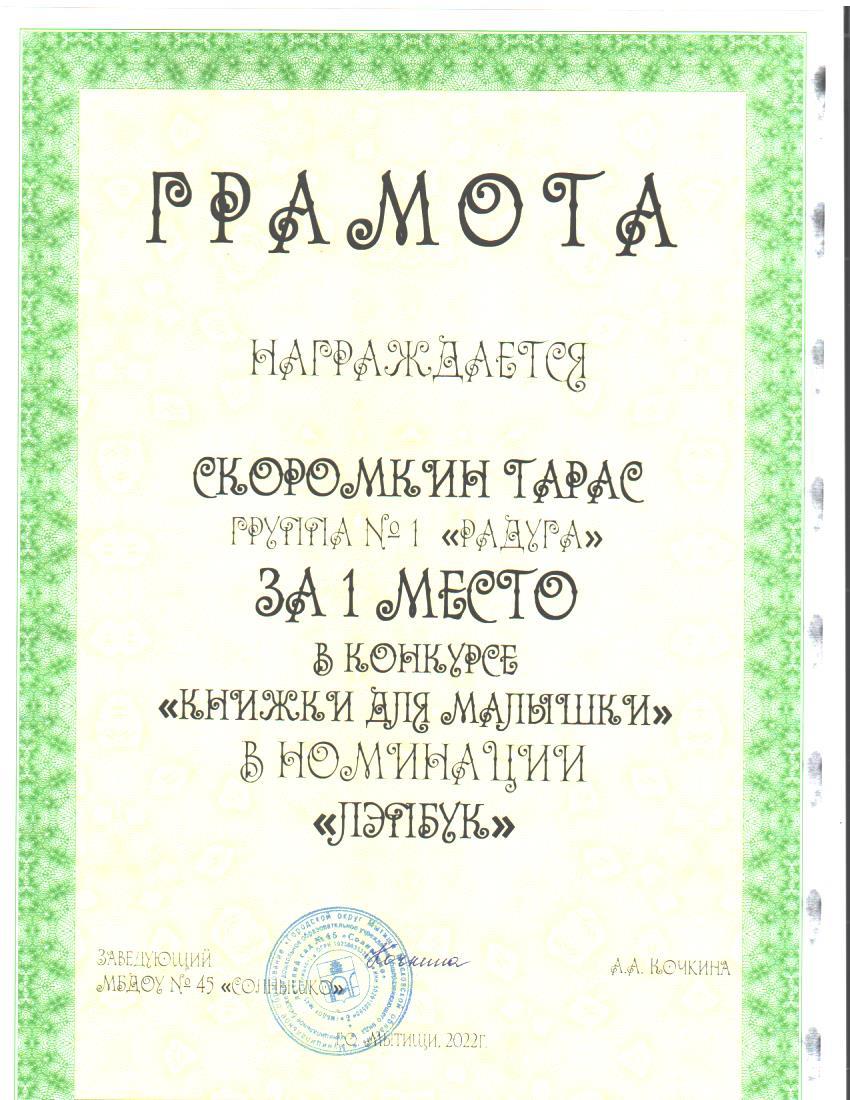 ГРАМОТА
НАГРАЖДАЕТСЯ
СКОРОМКИН ТАРАС
ГРУППА № 1 «РАДУГА»
ЗА 1 МЕСТО
В КОНКУРСЕ
«КНИЖКИ ДЛЯ МАЛЫШКИ»
В НОМИНАЦИИ
«ЛЭПБУК»
ЗАВЕДУЮЩИЙ
МБДОУ № 45 «СОЛНЫШКО»
Кочкина
А.А. КОЧКИНА
Г.О. МЫТИЩИ, 2022г.